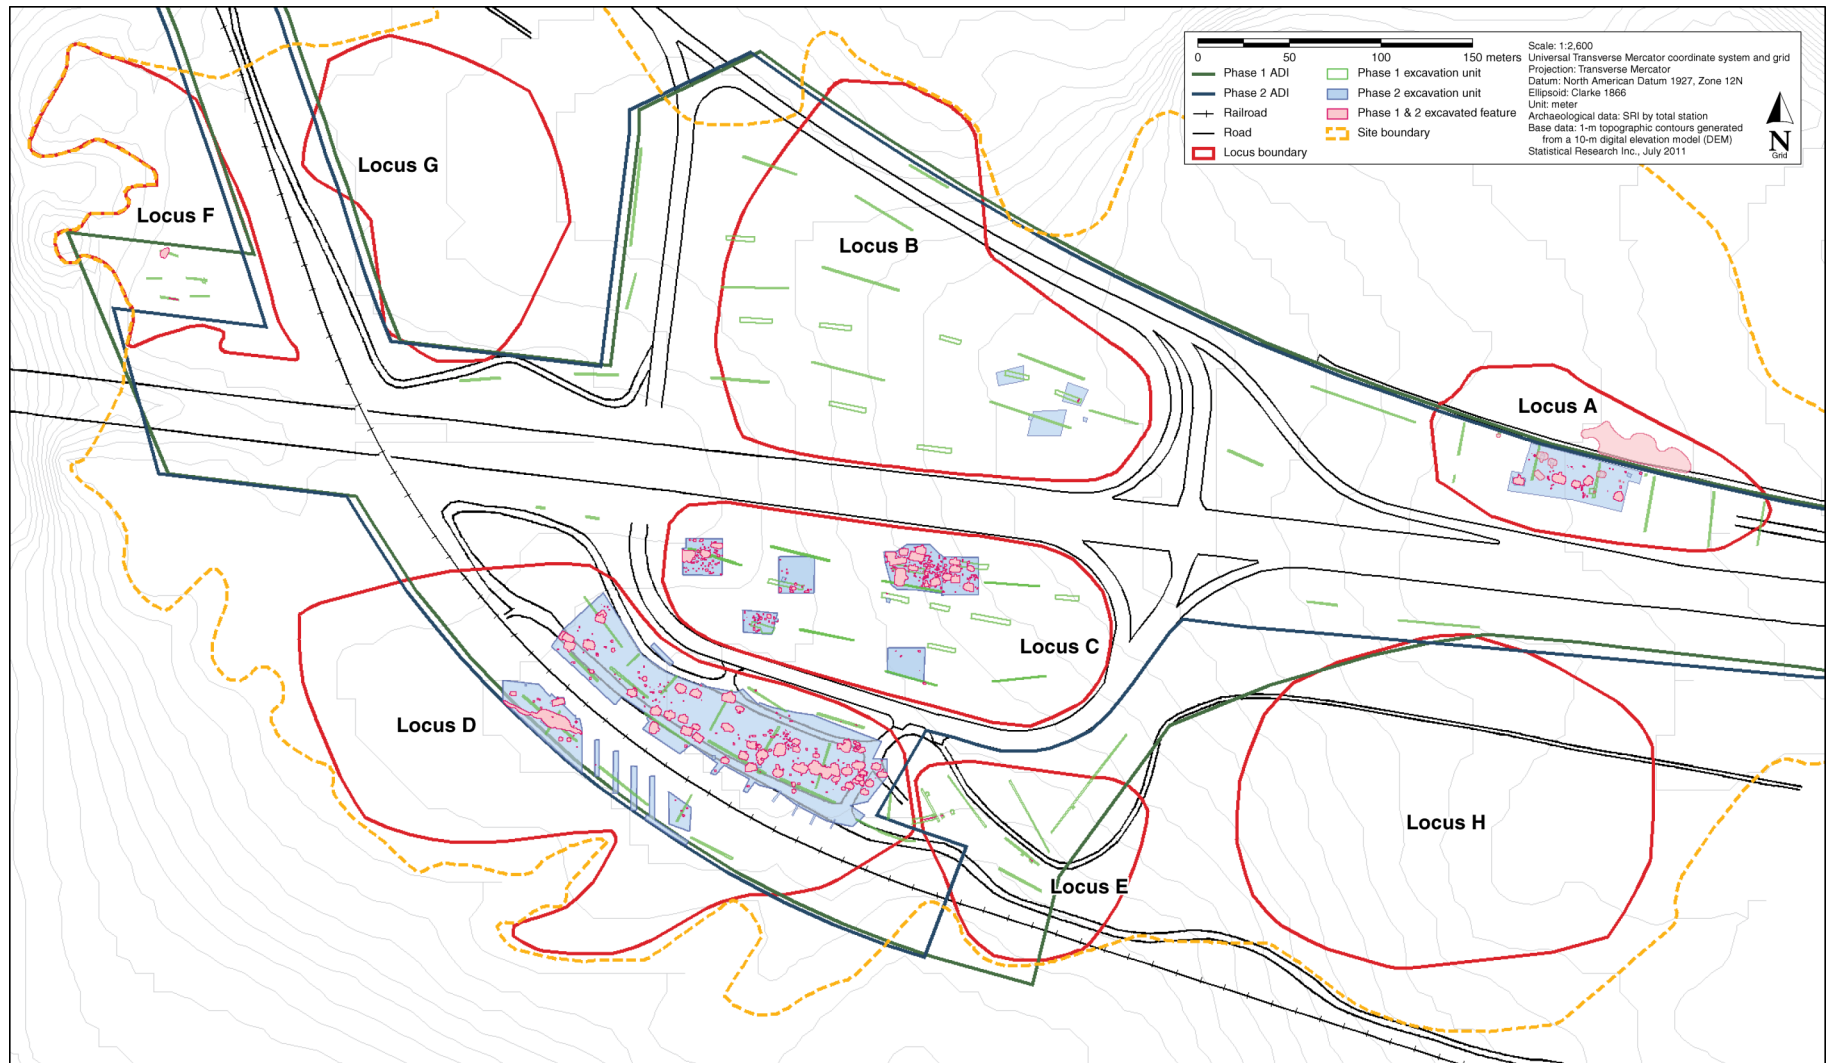 0 50 100 150 meters
Phase 1 ADI
Phase 2 ADI
Railroad
Road
Locus boundary
Phase 1 excavation unit
Phase 2 excavation unit
Phase 1 & 2 excavated feature
Site boundary
Scale: 1:2,600
Universal Transverse Mercator coordinate system and grid
Projection: Transverse Mercator
Datum: North American Datum 1927, Zone 12N
Ellipsoid: Clarke 1866
Unit: meter
Archaeological data: SRI by total station
Base data: 1-m topographic contours generated
from a 10-m digital elevation model (DEM)
Statistical Research Inc., July 2011
N
Grid
Locus G
Locus F
Locus B
Locus A
Locus C
Locus D
Locus H
Locus E